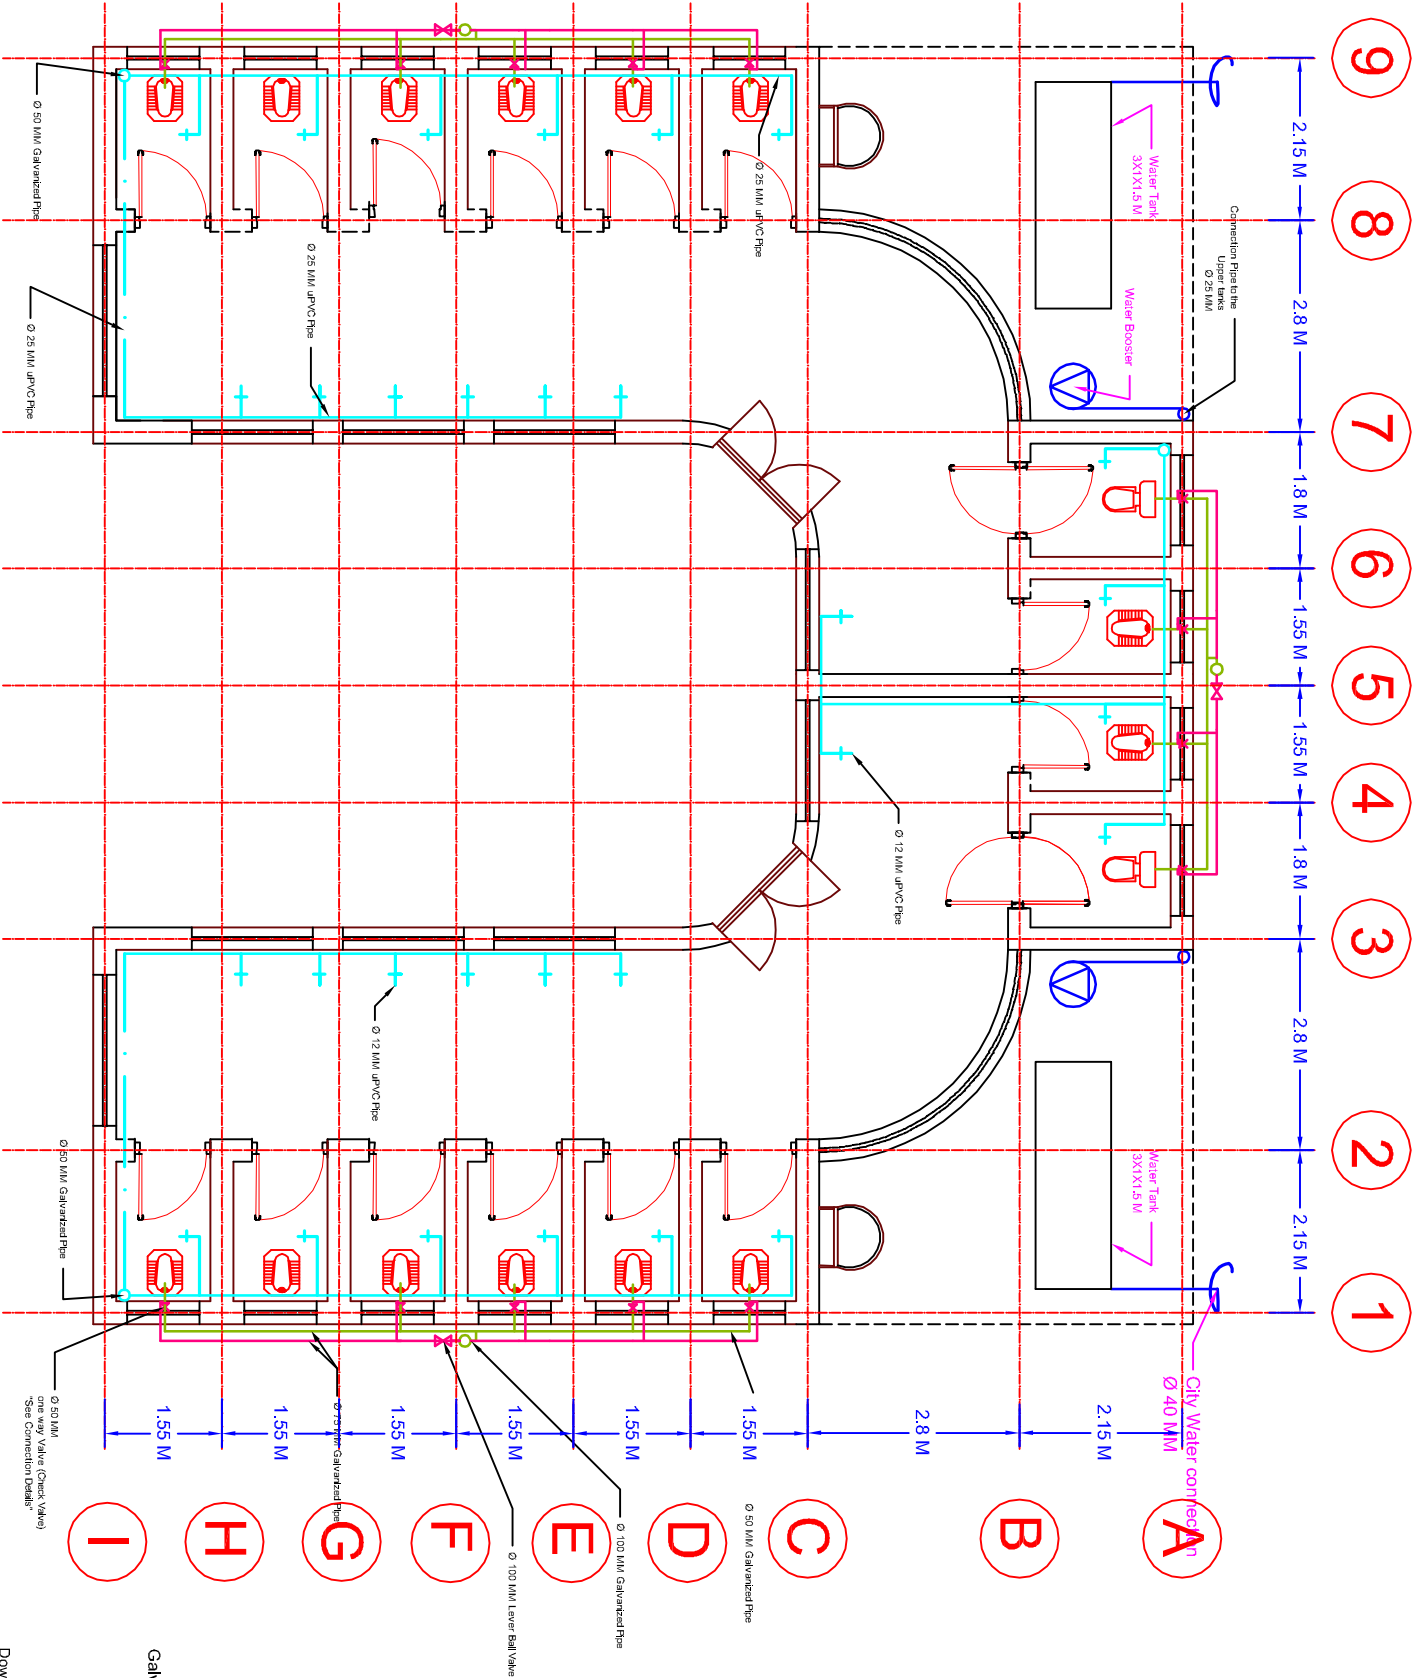 9
8
7
6
5
4
3
2
1
2.15 M
2.8 M
1.8 M
1.55 M
1.55 M
1.8 M
2.8 M
2.15 M
Water Tank
3X1X1.5 M
Connection Pipe to the
Upper tanks
Ø 25 MM
Water Booster
Ø 50 MM Galvanized Pipe
Ø 25 MM uPVC Pipe
Ø 25 MM uPVC Pipe
Ø 25 MM uPVC Pipe
Ø 12 MM uPVC Pipe
Ø 12 MM uPVC Pipe
Water Tank
3X1X1.5 M
Ø 50 MM Galvanized Pipe
City Water connection
Ø 40 MM
Ø 50 MM
one way Valve (Check Valve)
"See Connection Details"
Ø 75 MM Galvanized Pipe
Ø 100 MM Lever Ball Valve
Ø 100 MM Galvanized Pipe
Ø 50 MM Galvanized Pipe
2.15 M
2.8 M
1.55 M
1.55 M
1.55 M
1.55 M
1.55 M
1.55 M
A
B
C
D
E
F
G
H
I
Galv
Dow